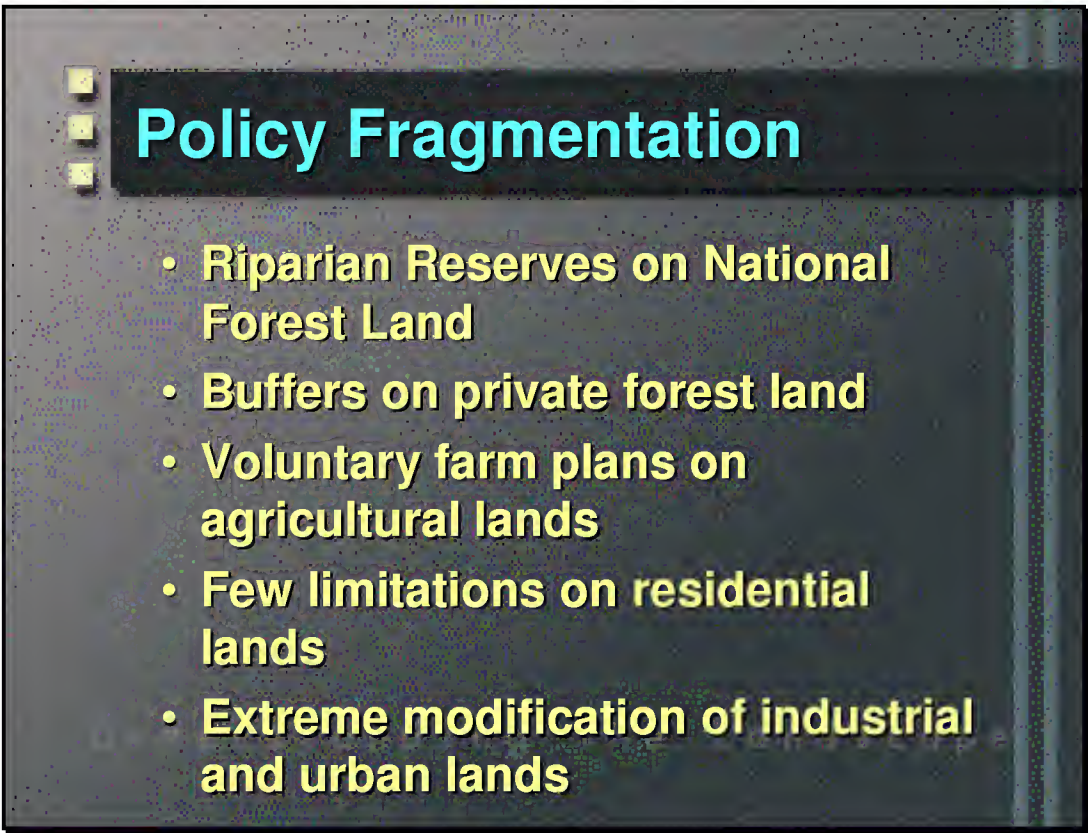 Policy Fragmentation
• Riparian Reserves on National
Forest Land
• Buffers on private forest land
• Voluntary farm plans on
agricultural lands
• Few limitations on residential
lands
• Extreme modification of industrial
and urban lands